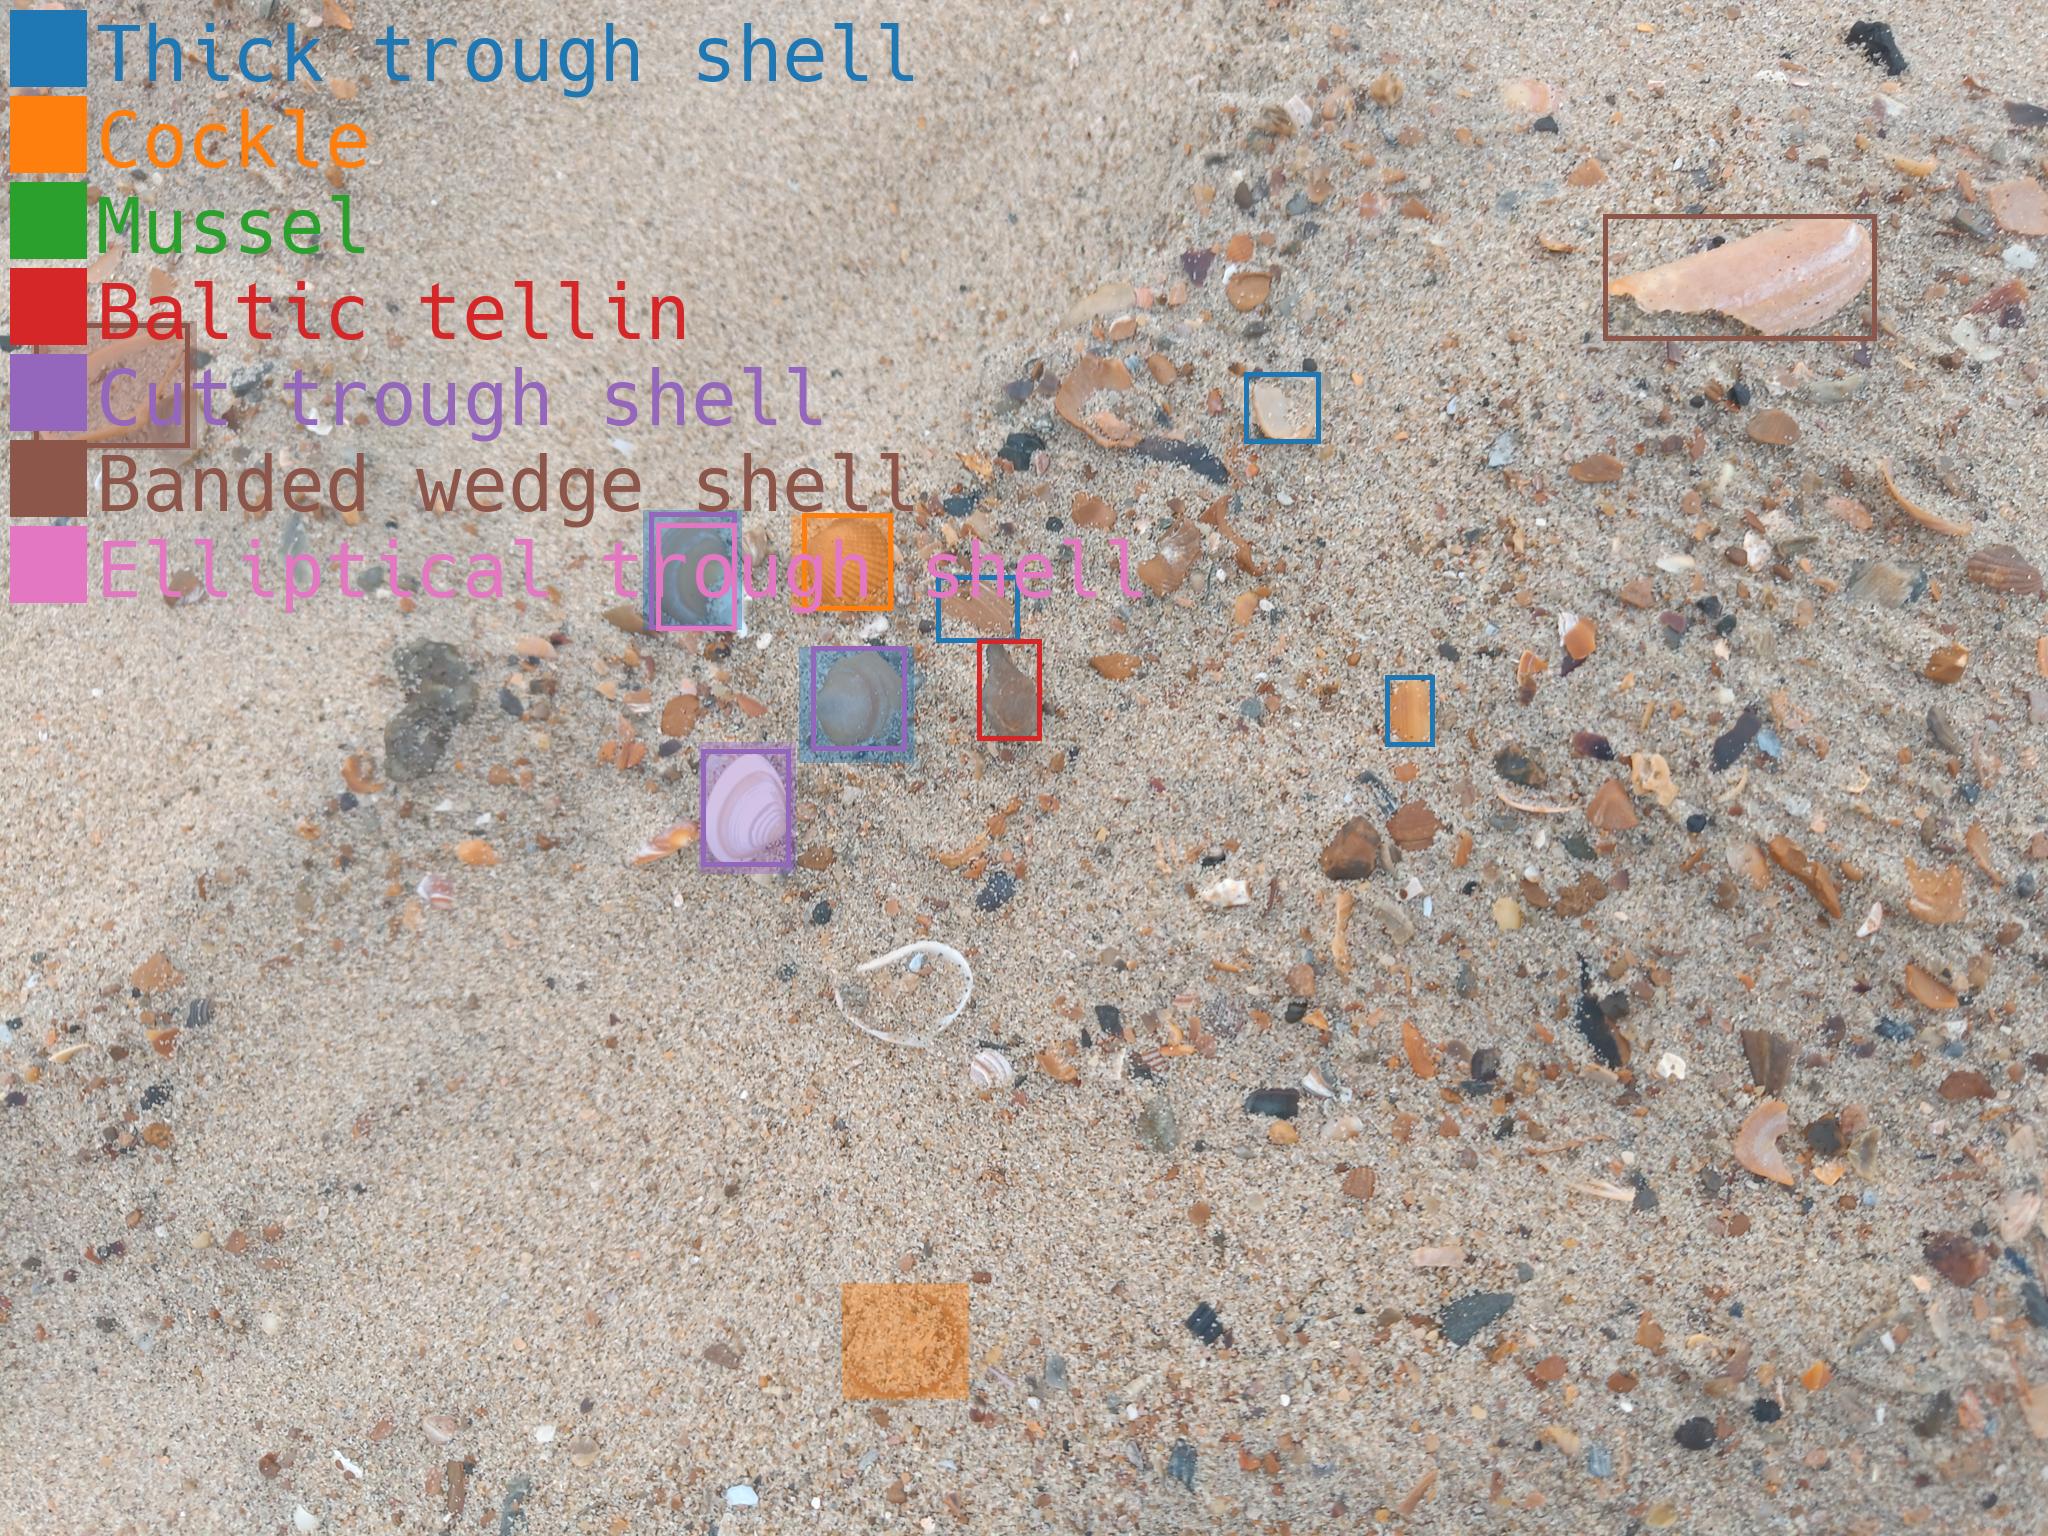 Thick trough shell
Cockle
Mussel
Baltic tellin
Cut trough shell
Banded wedge shell
Elliptical trough shell